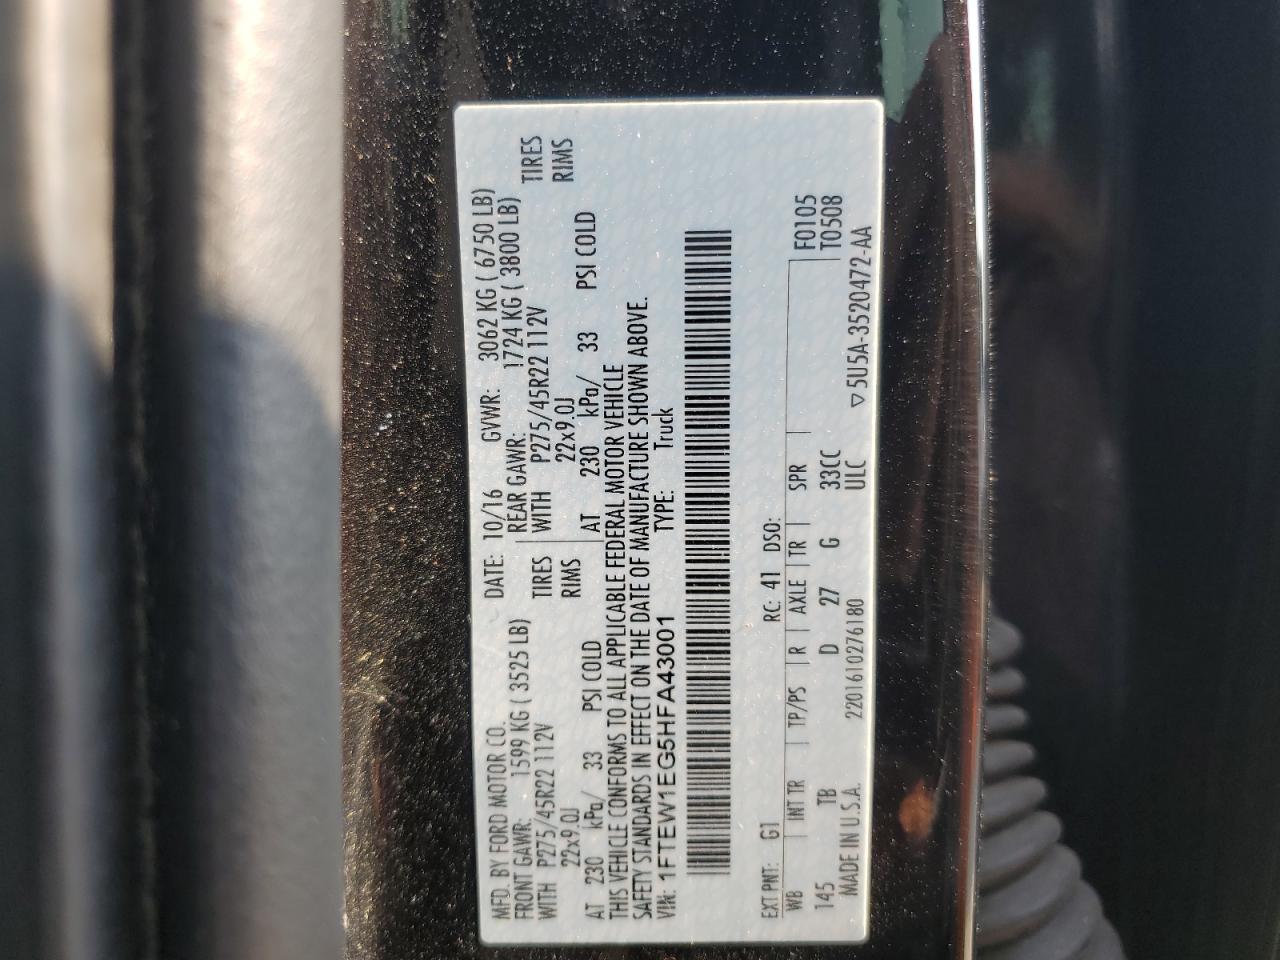 MFD. BY FORD MOTOR CO. DATE: 10/16 GVWR: 3062 KG ( 6750 LB)
FRONT GAWR: 1599 KG ( 3525 LB) REAR GAWR: 1724 KG ( 3800 LB)
WITH P275/45R22 112V TIRES WITH P275/45R22 112V TIRES
22x9.0J RIMS 22x9.0J RIMS
AT 230 kPa/ 33 PSI COLD AT 230 kPa/ 33 PSI COLD
THIS VEHICLE CONFORMS TO ALL APPLICABLE FEDERAL MOTOR VEHICLE
SAFETY STANDARDS IN EFFECT ON THE DATE OF MANUFACTURE SHOWN ABOVE.
VIN: 1FTEW1EG5HFA43001 TYPE: Truck
EXT PNT: G1 RC: 41 DSO:
WB INT TR TP/PS R AXLE TR SPR F0105
145 TB D 27 G 33CC T0508
MADE IN U.S.A. 2201610276180 ULC ▽5U5A-3520472-AA